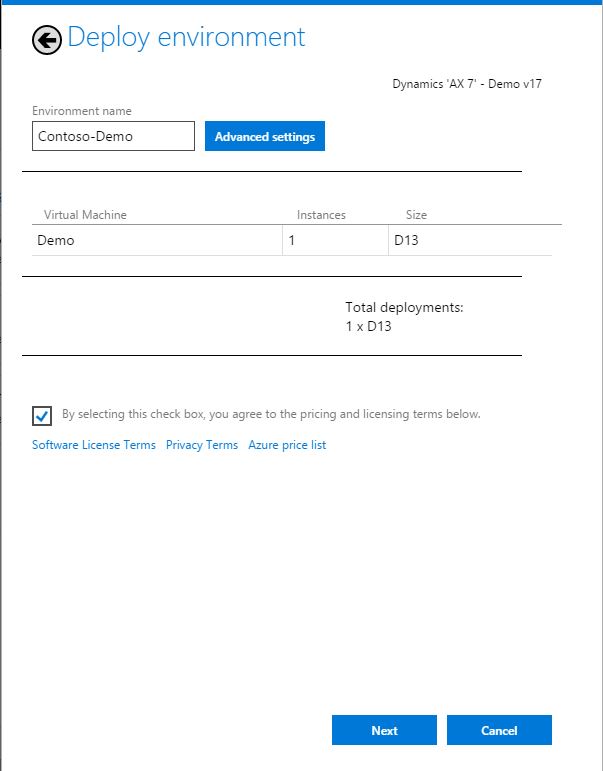 Deploy environment
Dynamics 'AX 7' - Demo v17
Environment name
Contoso-Demo
Advanced settings
Virtual Machine Instances Size
Demo 1 D13
Total deployments:
1 x D13
By selecting this check box, you agree to the pricing and licensing terms below.
Software License Terms Privacy Terms Azure price list
Next Cancel